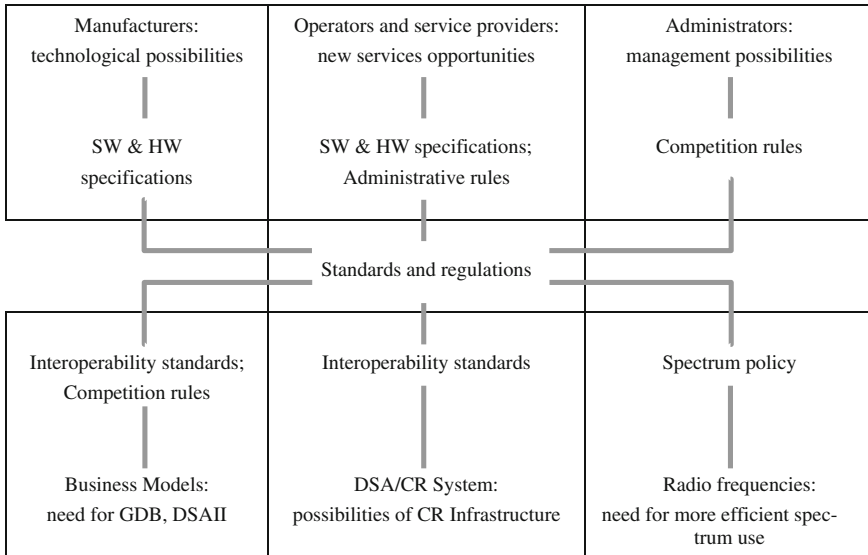 Manufacturers:
technological possibilities
SW & HW
specifications
Operators and service providers:
new services opportunities
SW & HW specifications;
Administrative rules
Administrators:
management possibilities
Competition rules
Standards and regulations
Interoperability standards;
Competition rules
Business Models:
need for GDB, DSAII
Interoperability standards
DSA/CR System:
possibilities of CR Infrastructure
Spectrum policy
Radio frequencies:
need for more efficient spec-
trum use